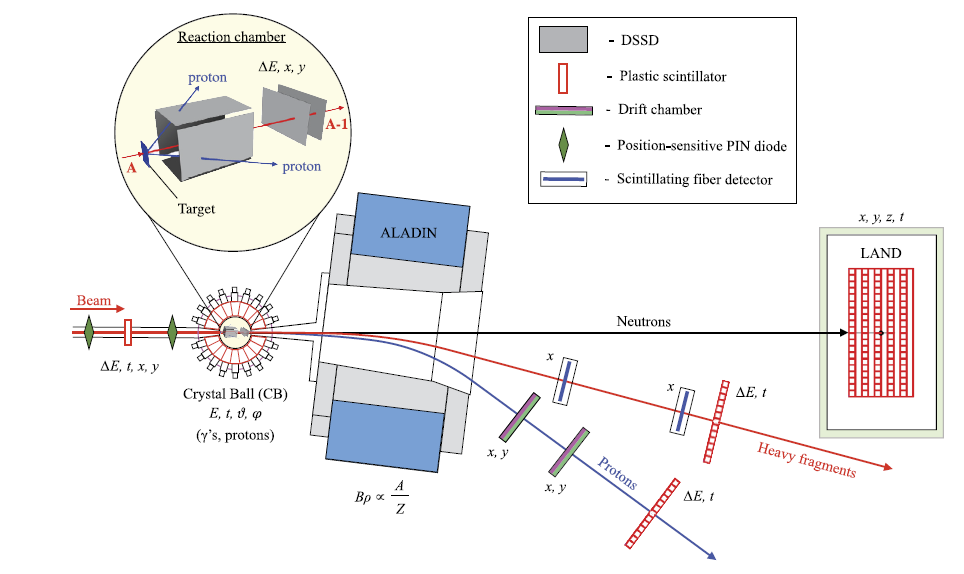 Reaction chamber
ΔE, x, y
proton
A-1
A
proton
Target
- DSSD
- Plastic scintillator
- Drift chamber
- Position-sensitive PIN diode
- Scintillating fiber detector
ALADIN
x, y, z, t
LAND
Beam
Neutrons
ΔE, t, x, y
Crystal Ball (CB)
E, t, ϑ, φ
(γ's, protons)
x
x
ΔE, t
Heavy fragments
x, y
Protons
x, y
ΔE, t
Bρ ∝ A
Z